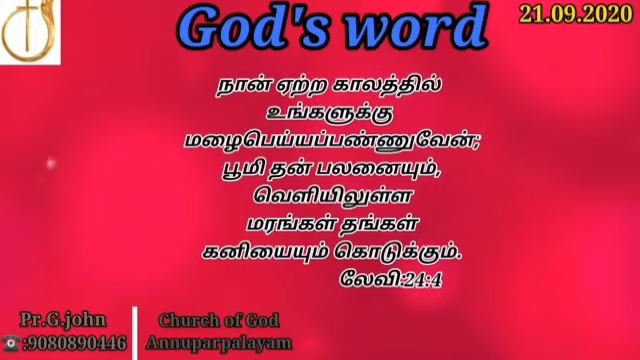 God's word
21.09.2020
நான் ஏற்ற காலத்தில்
உங்களுக்கு
மழைபெய்யப்பண்ணுவேன்;
பூமி தன் பலனையும்,
வெளியிலுள்ள
மரங்கள் தங்கள்
கனியையும் கொடுக்கும்.
லேவி:24:4
Pr.G.john
☎:9080890446
Church of God
Annuparpalayam